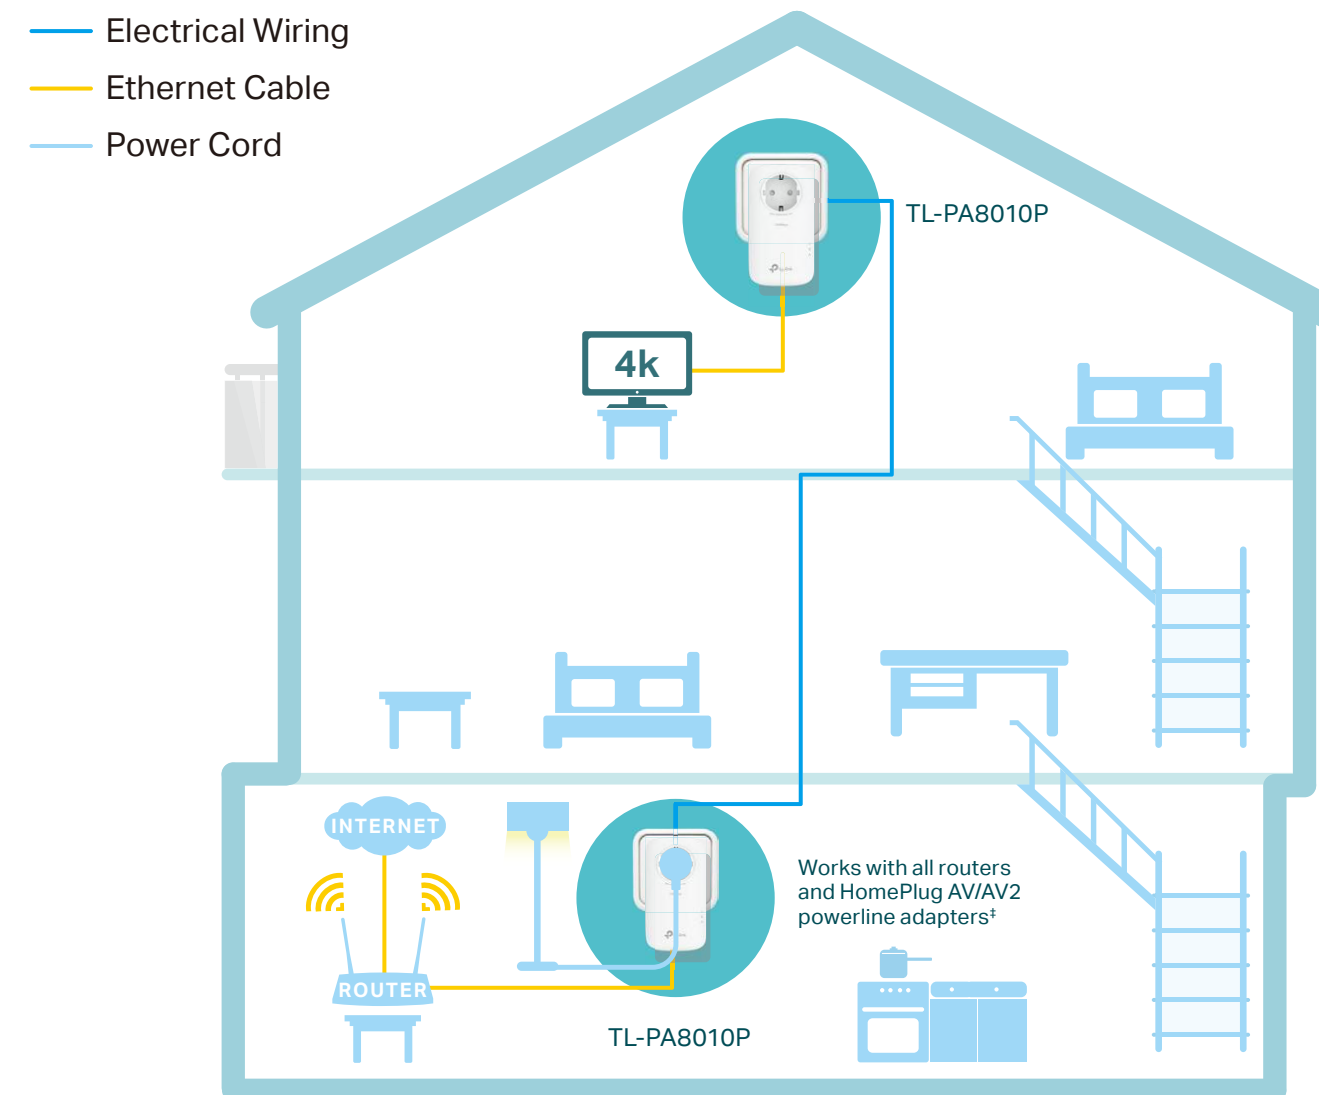 Electrical Wiring
Ethernet Cable
Power Cord
TL-PA8010P
4k
INTERNET
Works with all routers
and HomePlug AV/AV2
powerline adapters‡
ROUTER
TL-PA8010P